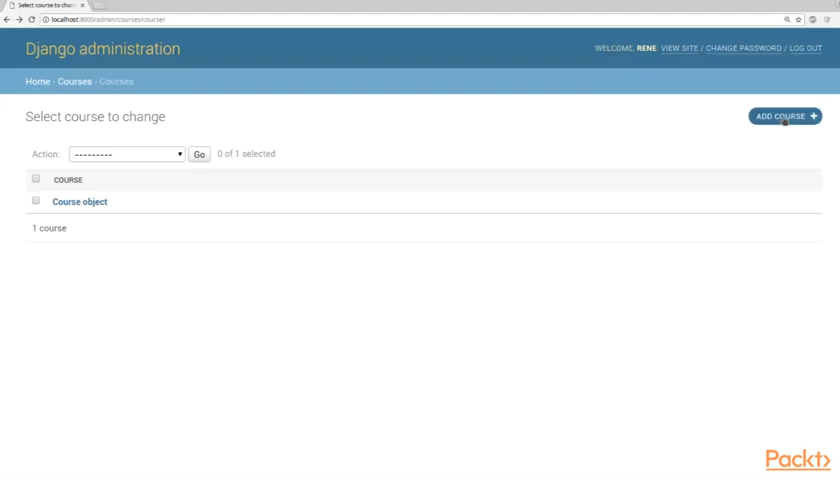 Select course to chang
localhost:8000/admin/courses/course/
Django administration
WELCOME, RENE. VIEW SITE / CHANGE PASSWORD / LOG OUT
Home › Courses › Courses
Select course to change
ADD COURSE +
Action: --------- Go 0 of 1 selected
COURSE
Course object
1 course
Packt>